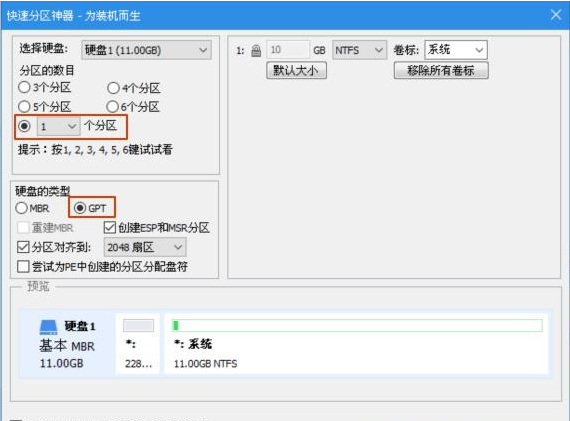 快速分区神器 - 为装机而生
选择硬盘: 硬盘1 (11.00GB)
分区的数目
3个分区 4个分区
5个分区 6个分区
1 个分区
提示：按1, 2, 3, 4, 5, 6键试试看
1: 10 GB NTFS 卷标: 系统
默认大小 移除所有卷标
硬盘的类型
MBR GPT
重建MBR 创建ESP和MSR分区
分区对齐到: 2048 扇区
尝试为PE中创建的分区分配盘符
预览
硬盘1
基本 MBR
11.00GB
*:
228...
*: 系统
11.00GB NTFS